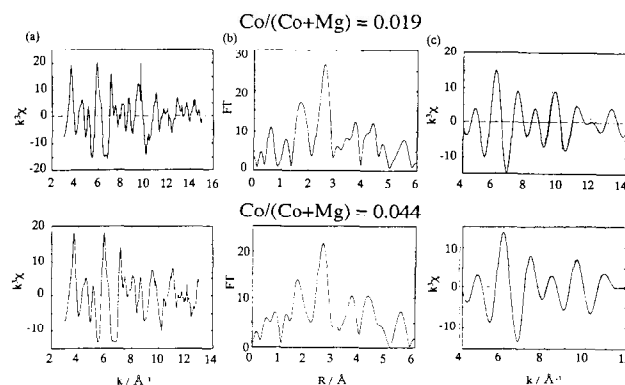 Co/(Co+Mg) = 0.019
(a)
(b)
(c)
k³χ
20
10
0
-10
-20
2 4 6 8 10 12 14 16
FT
30
20
10
0
0 1 2 3 4 5 6
k³χ
20
10
0
-10
4 6 8 10 12 14
Co/(Co+Mg) = 0.044
k³χ
20
10
0
-10
2 4 6 8 10 12 14
k / Å⁻¹
FT
30
20
10
0
0 1 2 3 4 5 6
R / Å
k³χ
10
0
-10
4 6 8 10 12
k / Å⁻¹